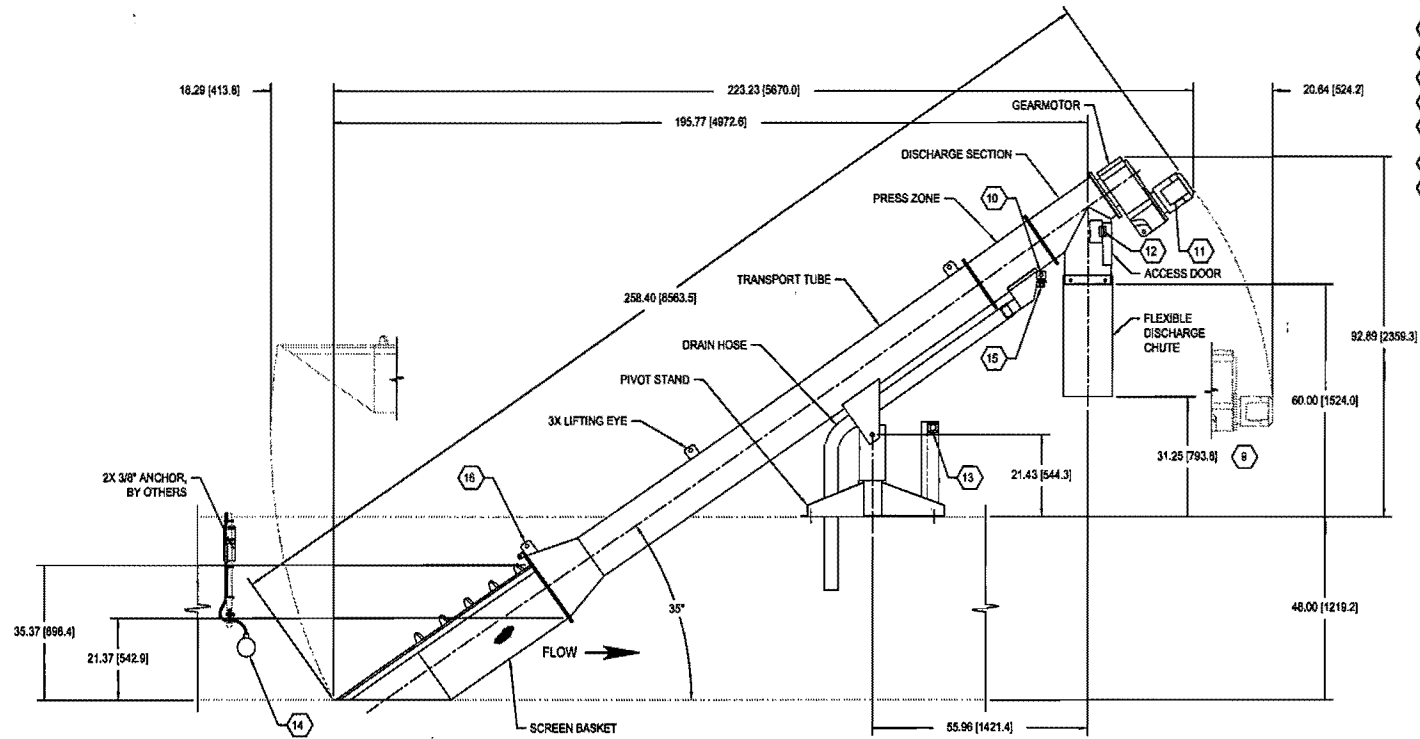 18.29 [413.8]
223.23 [5670.0]
20.64 [524.2]
GEARMOTOR
195.77 [4972.6]
DISCHARGE SECTION
PRESS ZONE
10
12
11
ACCESS DOOR
TRANSPORT TUBE
258.40 [6563.5]
FLEXIBLE
DISCHARGE
CHUTE
92.89 [2359.3]
DRAIN HOSE
15
PIVOT STAND
60.00 [1524.0]
3X LIFTING EYE
31.25 [793.8]
9
21.43 [544.3]
13
16
2X 3/8" ANCHOR,
BY OTHERS
35°
48.00 [1219.2]
35.37 [898.4]
21.37 [542.9]
FLOW
14
SCREEN BASKET
55.96 [1421.4]